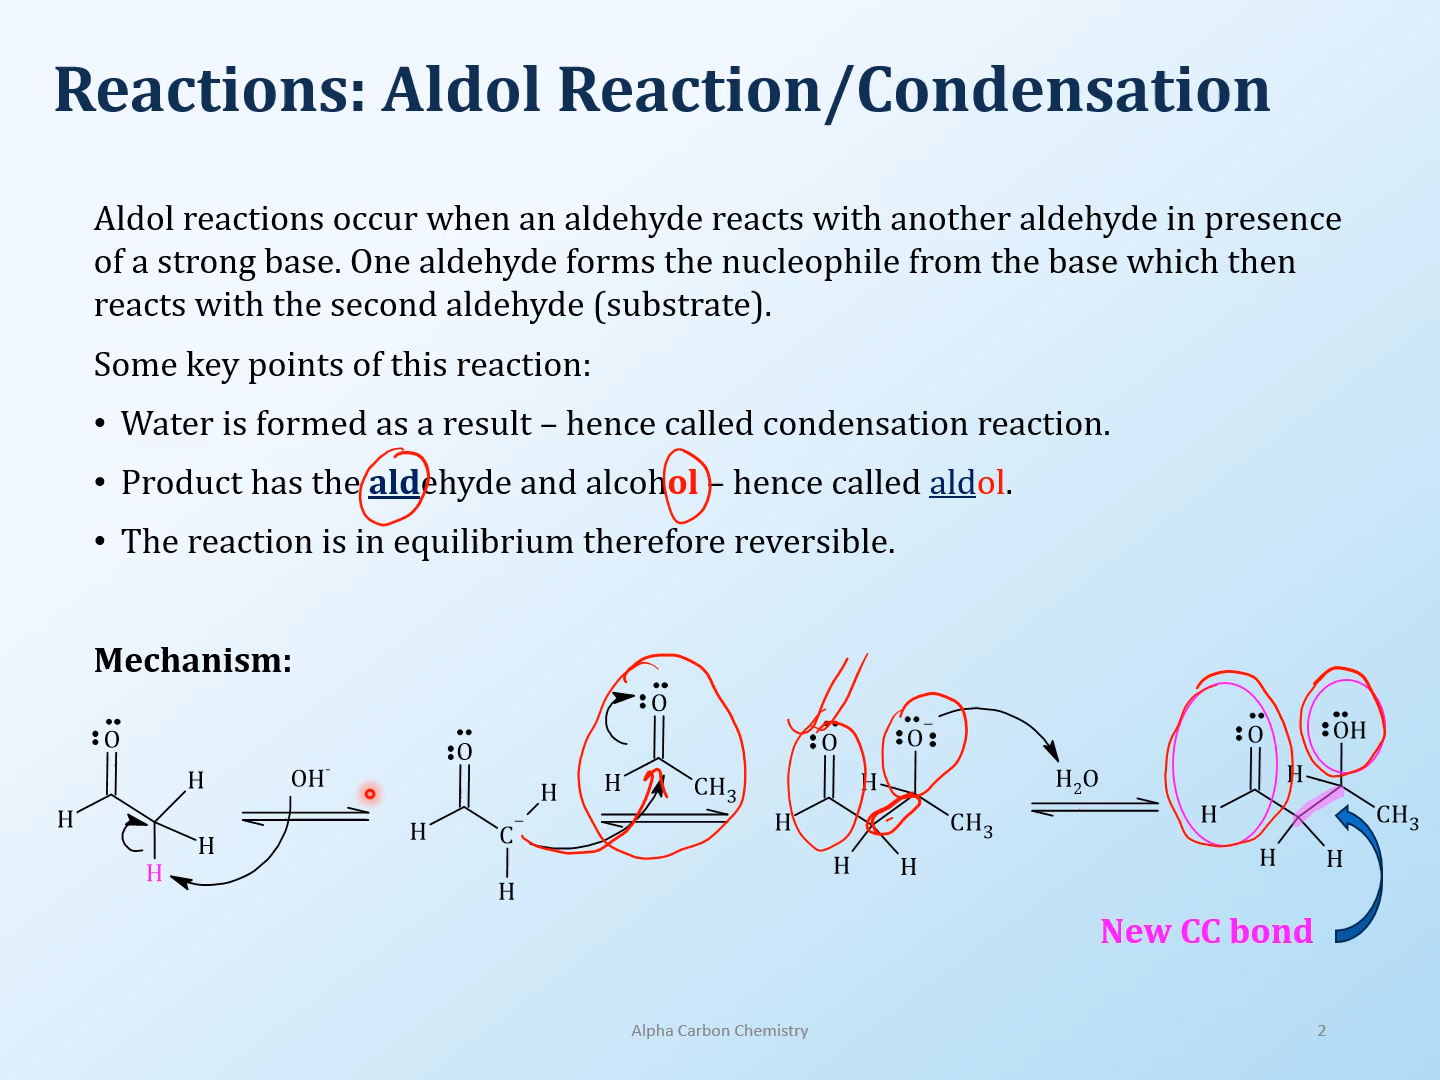 Reactions: Aldol Reaction/Condensation
Aldol reactions occur when an aldehyde reacts with another aldehyde in presence
of a strong base. One aldehyde forms the nucleophile from the base which then
reacts with the second aldehyde (substrate).
Some key points of this reaction:
• Water is formed as a result – hence called condensation reaction.
• Product has the aldehyde and alcohol – hence called aldol.
• The reaction is in equilibrium therefore reversible.
Mechanism:
O
H
H
H
H
OH⁻
O
H
C⁻
H
H
O
H
CH₃
O
H
H
H
O⁻
H
CH₃
H₂O
O
H
H
H
OH
H
CH₃
New CC bond
Alpha Carbon Chemistry
2